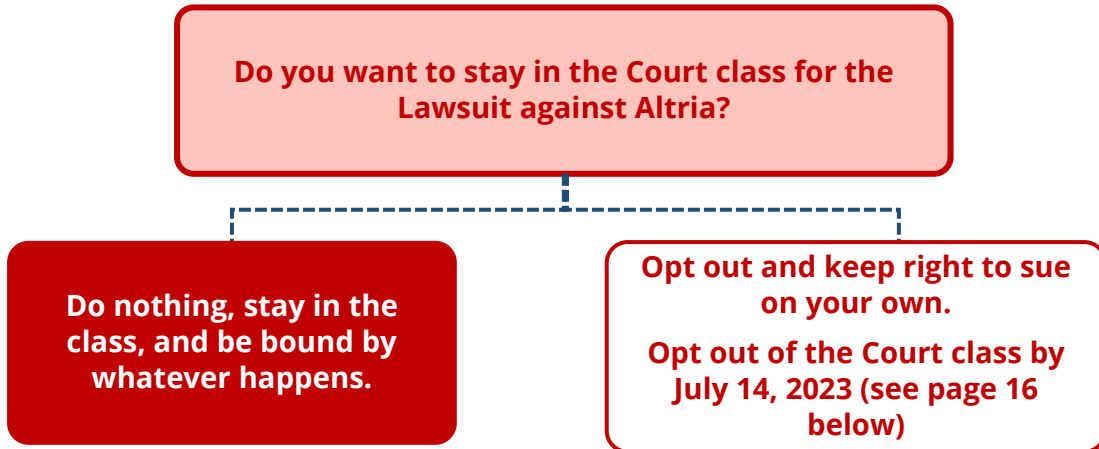 Do you want to stay in the Court class for the
Lawsuit against Altria?
Do nothing, stay in the
class, and be bound by
whatever happens.
Opt out and keep right to sue
on your own.
Opt out of the Court class by
July 14, 2023 (see page 16
below)